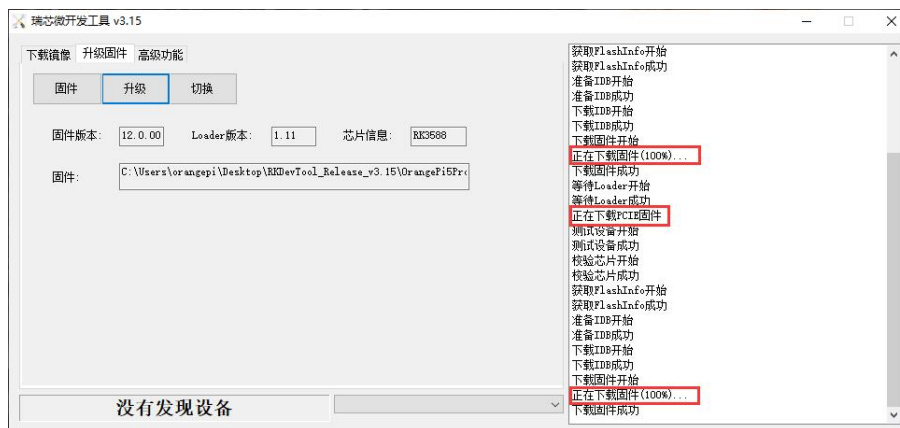 瑞芯微开发工具 v3.15
下载镜像 升级固件 高级功能
固件 升级 切换
固件版本: 12.0.00 Loader版本: 1.11 芯片信息: RK3588
固件: C:\Users\orangepi\Desktop\RKDevTool_Release_v3.15\OrangePi5Pro
没有发现设备
获取FlashInfo开始
获取FlashInfo成功
准备IDB开始
准备IDB成功
下载IDB开始
下载IDB成功
下载固件开始
正在下载固件(100%)...
下载固件成功
等待Loader开始
等待Loader成功
正在下载PCIE固件
测试设备开始
测试设备成功
校验芯片开始
校验芯片成功
获取FlashInfo开始
获取FlashInfo成功
准备IDB开始
准备IDB成功
下载IDB开始
下载IDB成功
下载固件开始
正在下载固件(100%)...
下载固件成功